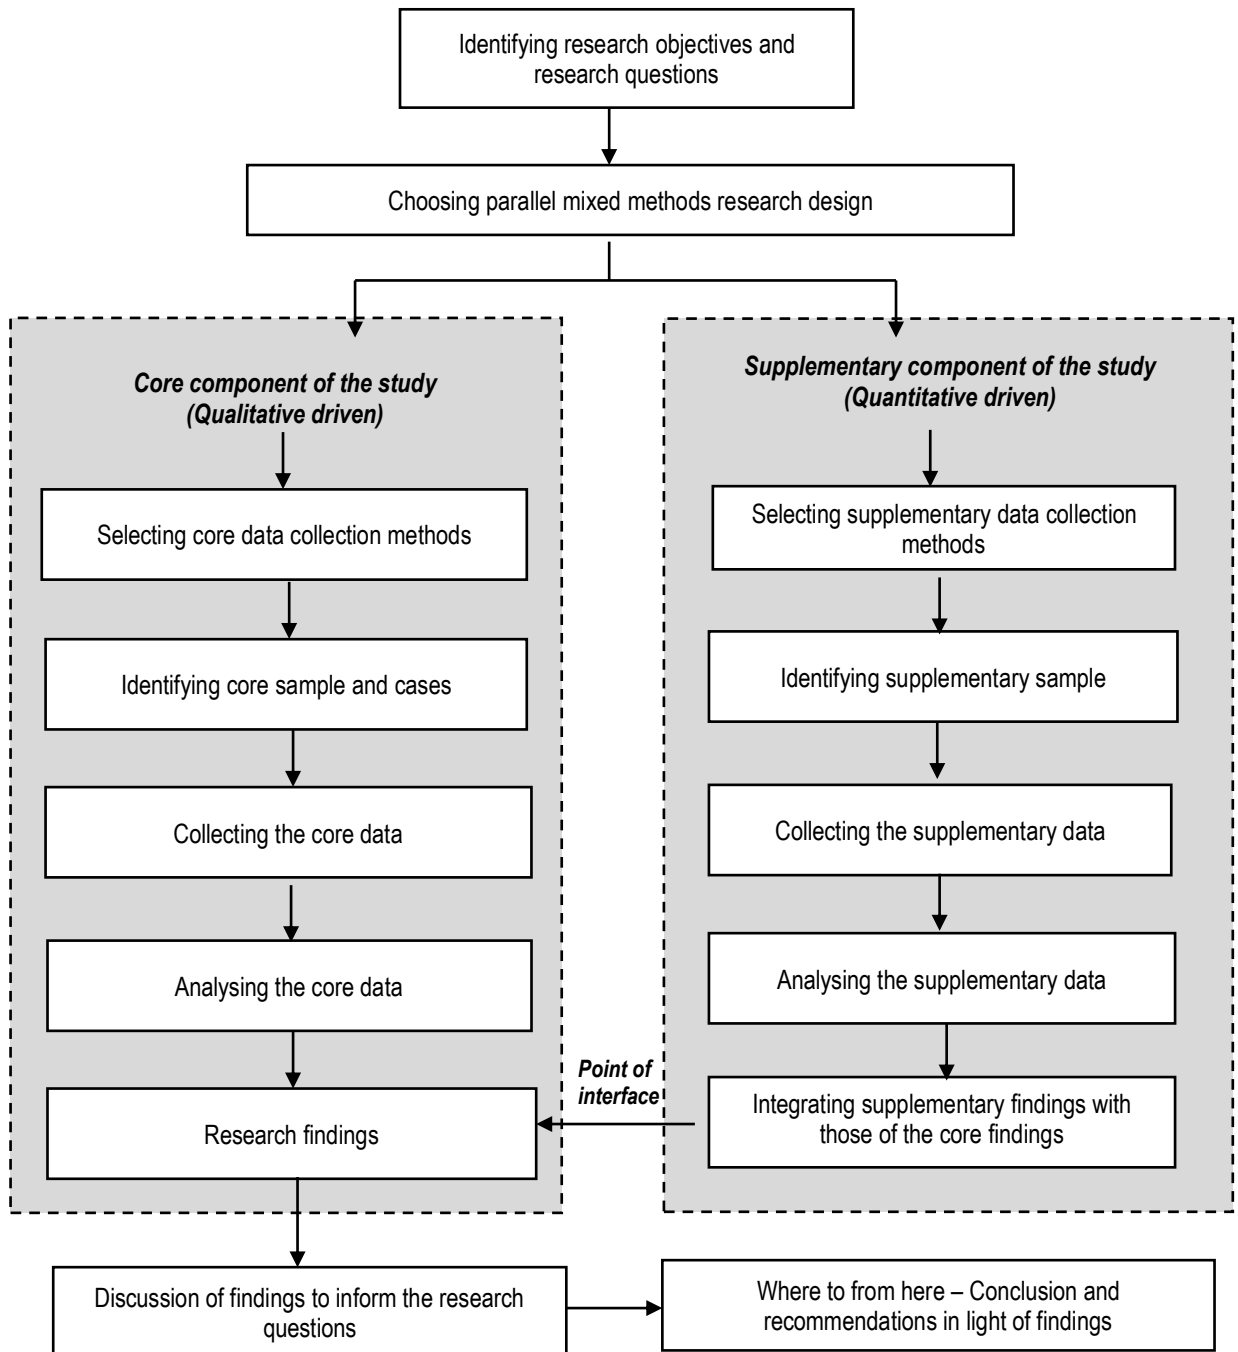 Identifying research objectives and
research questions
Choosing parallel mixed methods research design
Core component of the study
(Qualitative driven)
Selecting core data collection methods
Identifying core sample and cases
Collecting the core data
Analysing the core data
Research findings
Supplementary component of the study
(Quantitative driven)
Selecting supplementary data collection
methods
Identifying supplementary sample
Collecting the supplementary data
Analysing the supplementary data
Integrating supplementary findings with
those of the core findings
Point of
interface
Discussion of findings to inform the research
questions
Where to from here – Conclusion and
recommendations in light of findings